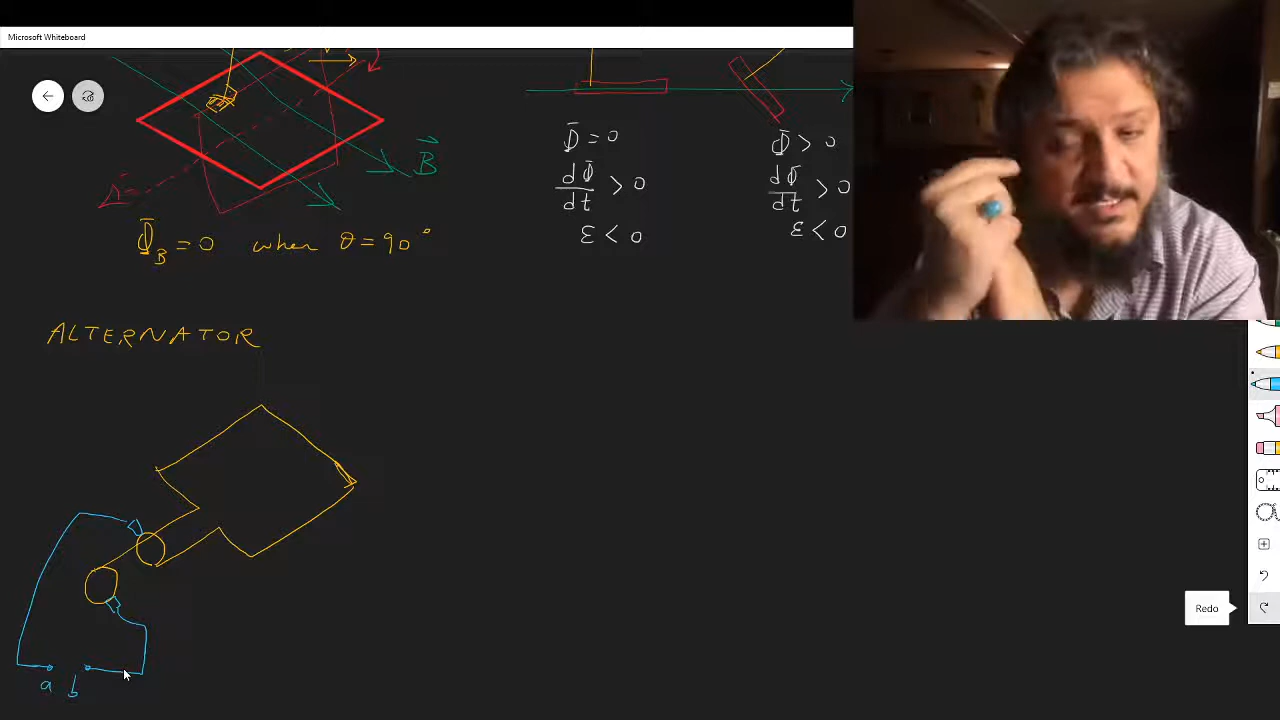 Microsoft Whiteboard
B
Φ_B = 0 when θ = 90°
Φ = 0
dΦ/dt > 0
ε < 0
Φ > 0
dΦ/dt > 0
ε < 0
ALTERNATOR
a b
Redo